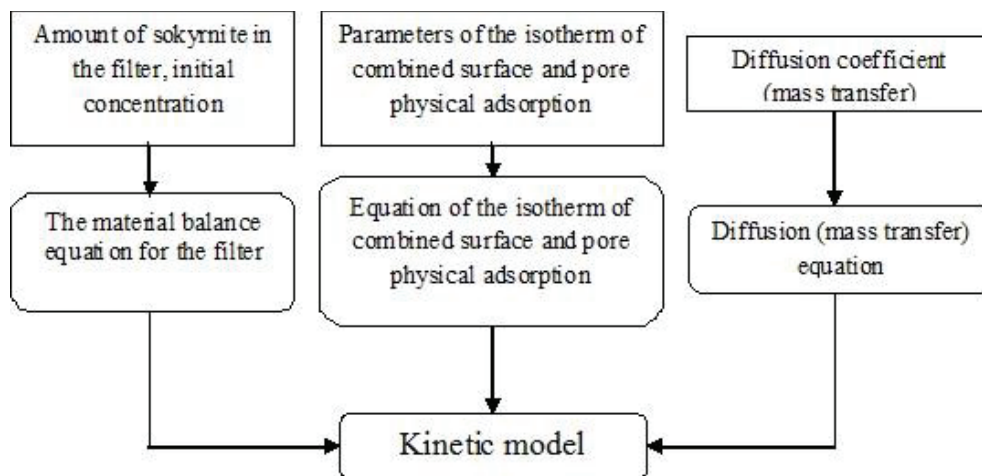 Amount of sokyrnite in
the filter, initial
concentration
Parameters of the isotherm of
combined surface and pore
physical adsorption
Diffusion coefficient
(mass transfer)
The material balance
equation for the filter
Equation of the isotherm of
combined surface and pore
physical adsorption
Diffusion (mass transfer)
equation
Kinetic model